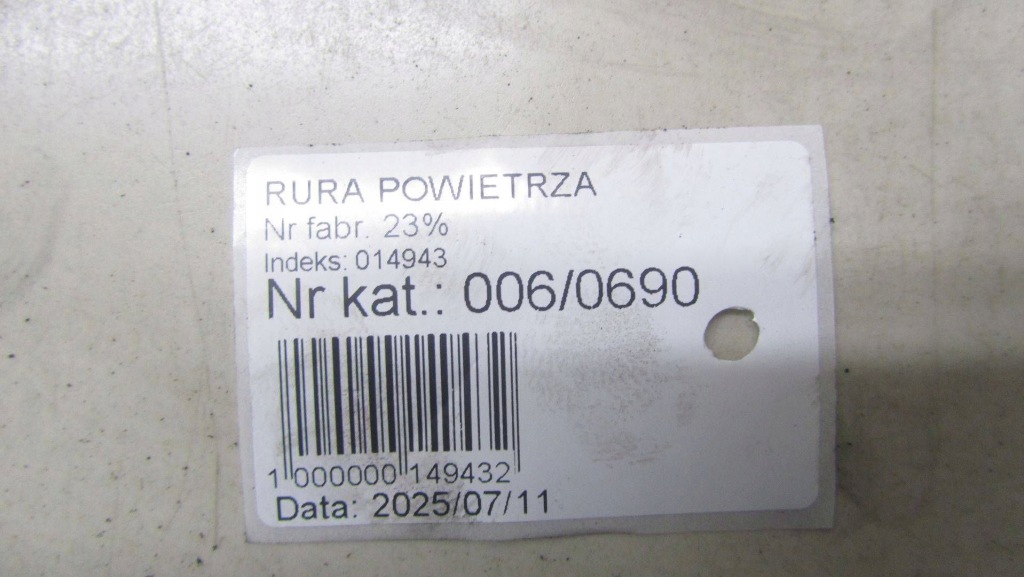 RURA POWIETRZA
Nr fabr. 23%
Indeks: 014943
Nr kat.: 006/0690
1 000000 149432
Data: 2025/07/11